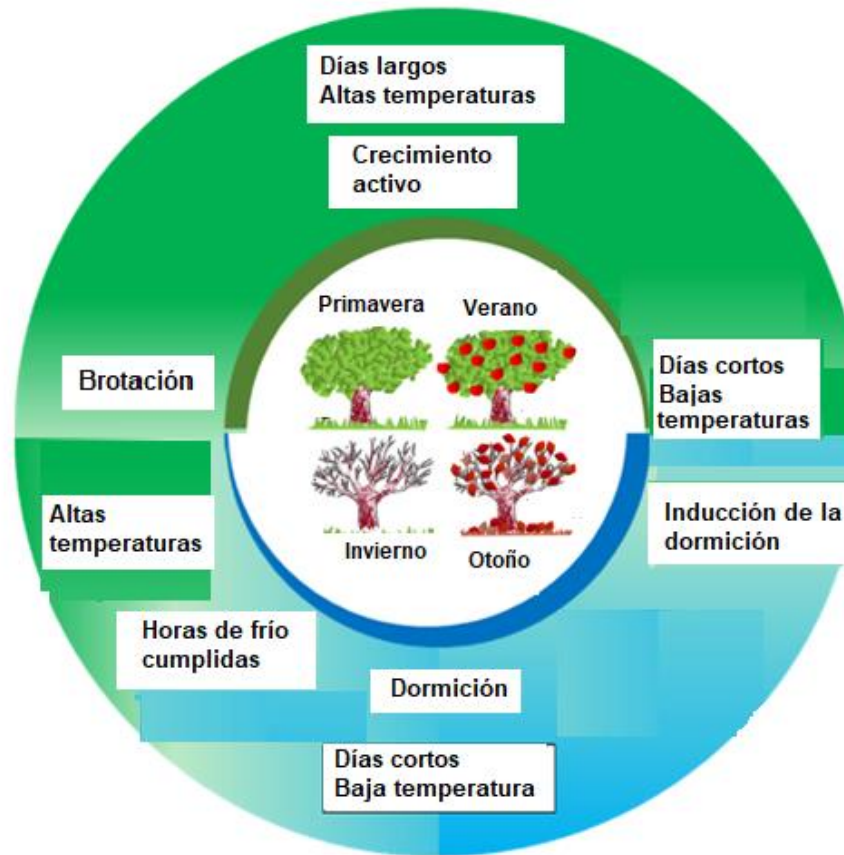 Días largos
Altas temperaturas
Crecimiento
activo
Primavera
Verano
Brotación
Días cortos
Bajas
temperaturas
Altas
temperaturas
Inducción de la
dormición
Invierno
Otoño
Horas de frío
cumplidas
Dormición
Días cortos
Baja temperatura